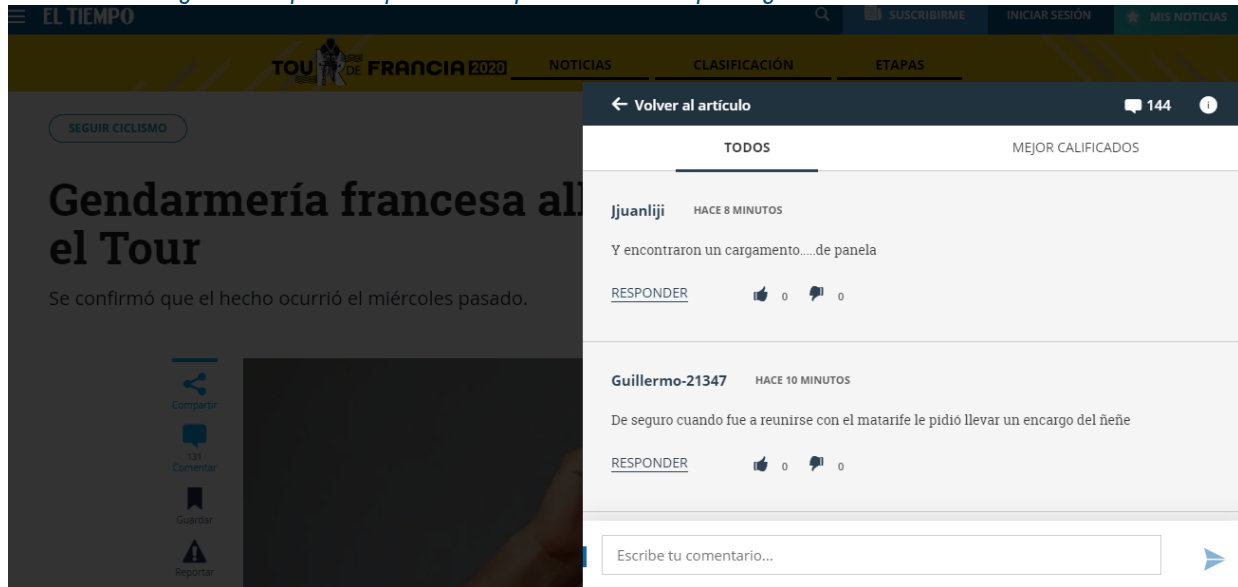 EL TIEMPO
SUSCRIBIRME
INICIAR SESIÓN
MIS NOTICIAS
TOUR DE FRANCIA 2020
NOTICIAS
CLASIFICACIÓN
ETAPAS
SEGUIR CICLISMO
Gendarmería francesa all
el Tour
Se confirmó que el hecho ocurrió el miércoles pasado.
Compartir
131
Comentar
Guardar
Reportar
Volver al artículo
144
TODOS
MEJOR CALIFICADOS
Jjuanliji HACE 8 MINUTOS
Y encontraron un cargamento.....de panela
RESPONDER 0 0
Guillermo-21347 HACE 10 MINUTOS
De seguro cuando fue a reunirse con el matarife le pidió llevar un encargo del ñeñe
RESPONDER 0 0
Escribe tu comentario...